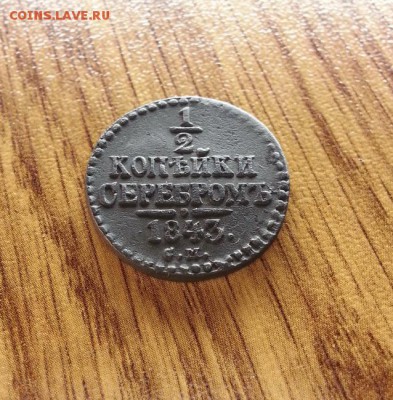 COINS.LAVE.RU
1
2
КОПѢЙКИ
СЕРЕБРОМЪ
1843.
С.М.